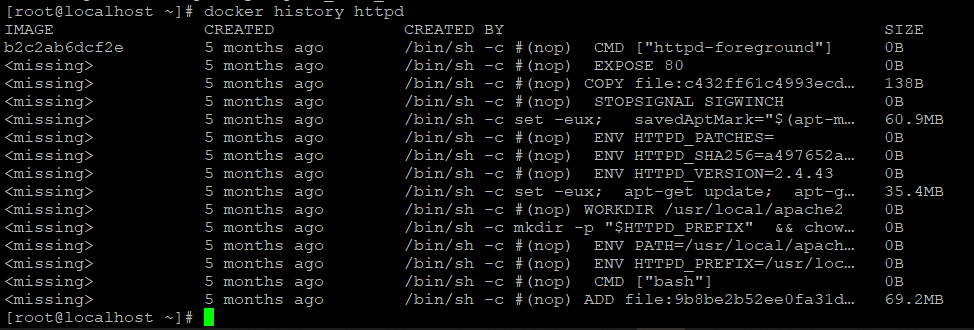 [root@localhost ~]# docker history httpd
IMAGE CREATED CREATED BY SIZE
b2c2ab6dcf2e 5 months ago /bin/sh -c #(nop) CMD ["httpd-foreground"] 0B
<missing> 5 months ago /bin/sh -c #(nop) EXPOSE 80 0B
<missing> 5 months ago /bin/sh -c #(nop) COPY file:c432ff61c4993ecd… 138B
<missing> 5 months ago /bin/sh -c #(nop) STOPSIGNAL SIGWINCH 0B
<missing> 5 months ago /bin/sh -c set -eux; savedAptMark="$(apt-m… 60.9MB
<missing> 5 months ago /bin/sh -c #(nop) ENV HTTPD_PATCHES= 0B
<missing> 5 months ago /bin/sh -c #(nop) ENV HTTPD_SHA256=a497652a… 0B
<missing> 5 months ago /bin/sh -c #(nop) ENV HTTPD_VERSION=2.4.43 0B
<missing> 5 months ago /bin/sh -c set -eux; apt-get update; apt-g… 35.4MB
<missing> 5 months ago /bin/sh -c #(nop) WORKDIR /usr/local/apache2 0B
<missing> 5 months ago /bin/sh -c mkdir -p "$HTTPD_PREFIX" && chow… 0B
<missing> 5 months ago /bin/sh -c #(nop) ENV PATH=/usr/local/apach… 0B
<missing> 5 months ago /bin/sh -c #(nop) ENV HTTPD_PREFIX=/usr/loc… 0B
<missing> 5 months ago /bin/sh -c #(nop) CMD ["bash"] 0B
<missing> 5 months ago /bin/sh -c #(nop) ADD file:9b8be2b52ee0fa31d… 69.2MB
[root@localhost ~]#